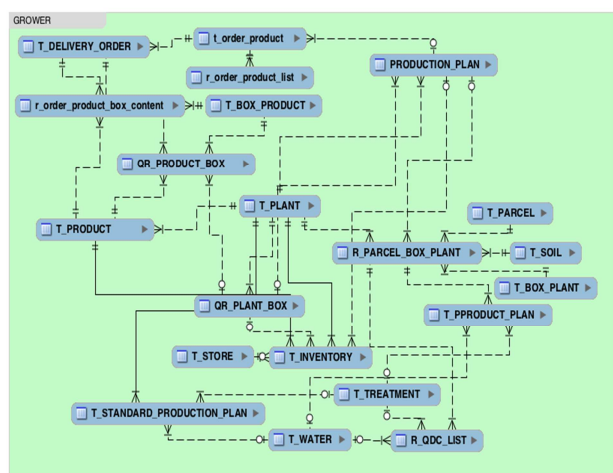 GROWER
T_DELIVERY_ORDER
t_order_product
PRODUCTION_PLAN
r_order_product_list
r_order_product_box_content
T_BOX_PRODUCT
QR_PRODUCT_BOX
T_PLANT
T_PARCEL
T_PRODUCT
R_PARCEL_BOX_PLANT
T_SOIL
T_BOX_PLANT
QR_PLANT_BOX
T_PPRODUCT_PLAN
T_STORE
T_INVENTORY
T_TREATMENT
T_STANDARD_PRODUCTION_PLAN
T_WATER
R_QDC_LIST